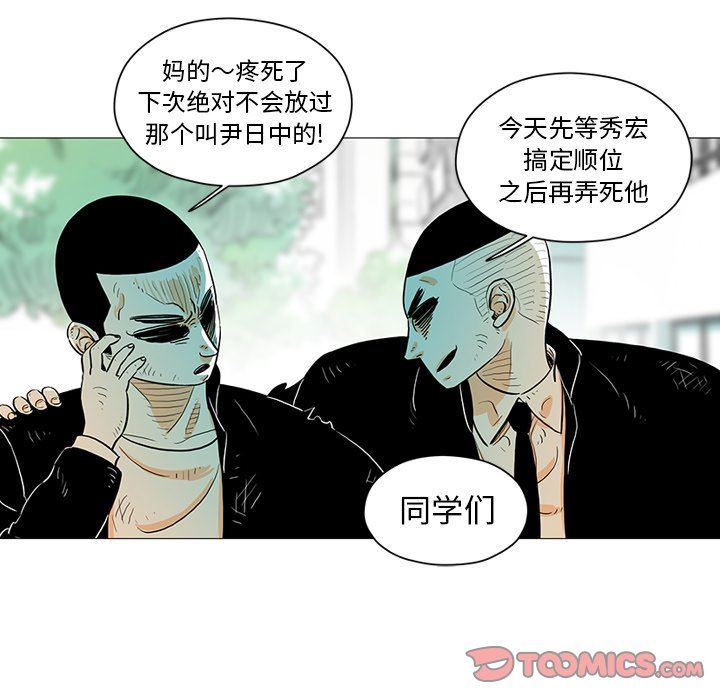 妈的～疼死了
下次绝对不会放过
那个叫尹日中的!
今天先等秀宏
搞定顺位
之后再弄死他
同学们
TOOMICS.COM